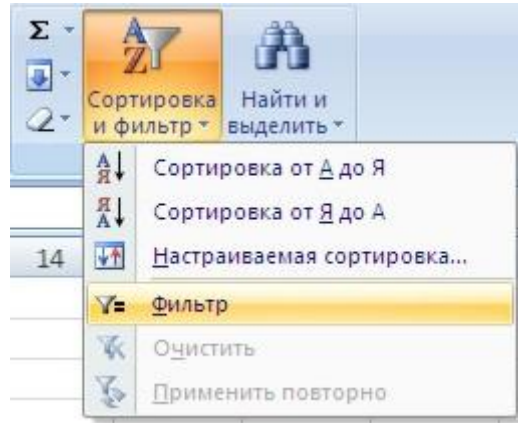 Σ
Сортировка и фильтр
Найти и выделить
Сортировка от А до Я
Сортировка от Я до А
14
Настраиваемая сортировка...
Фильтр
Очистить
Применить повторно